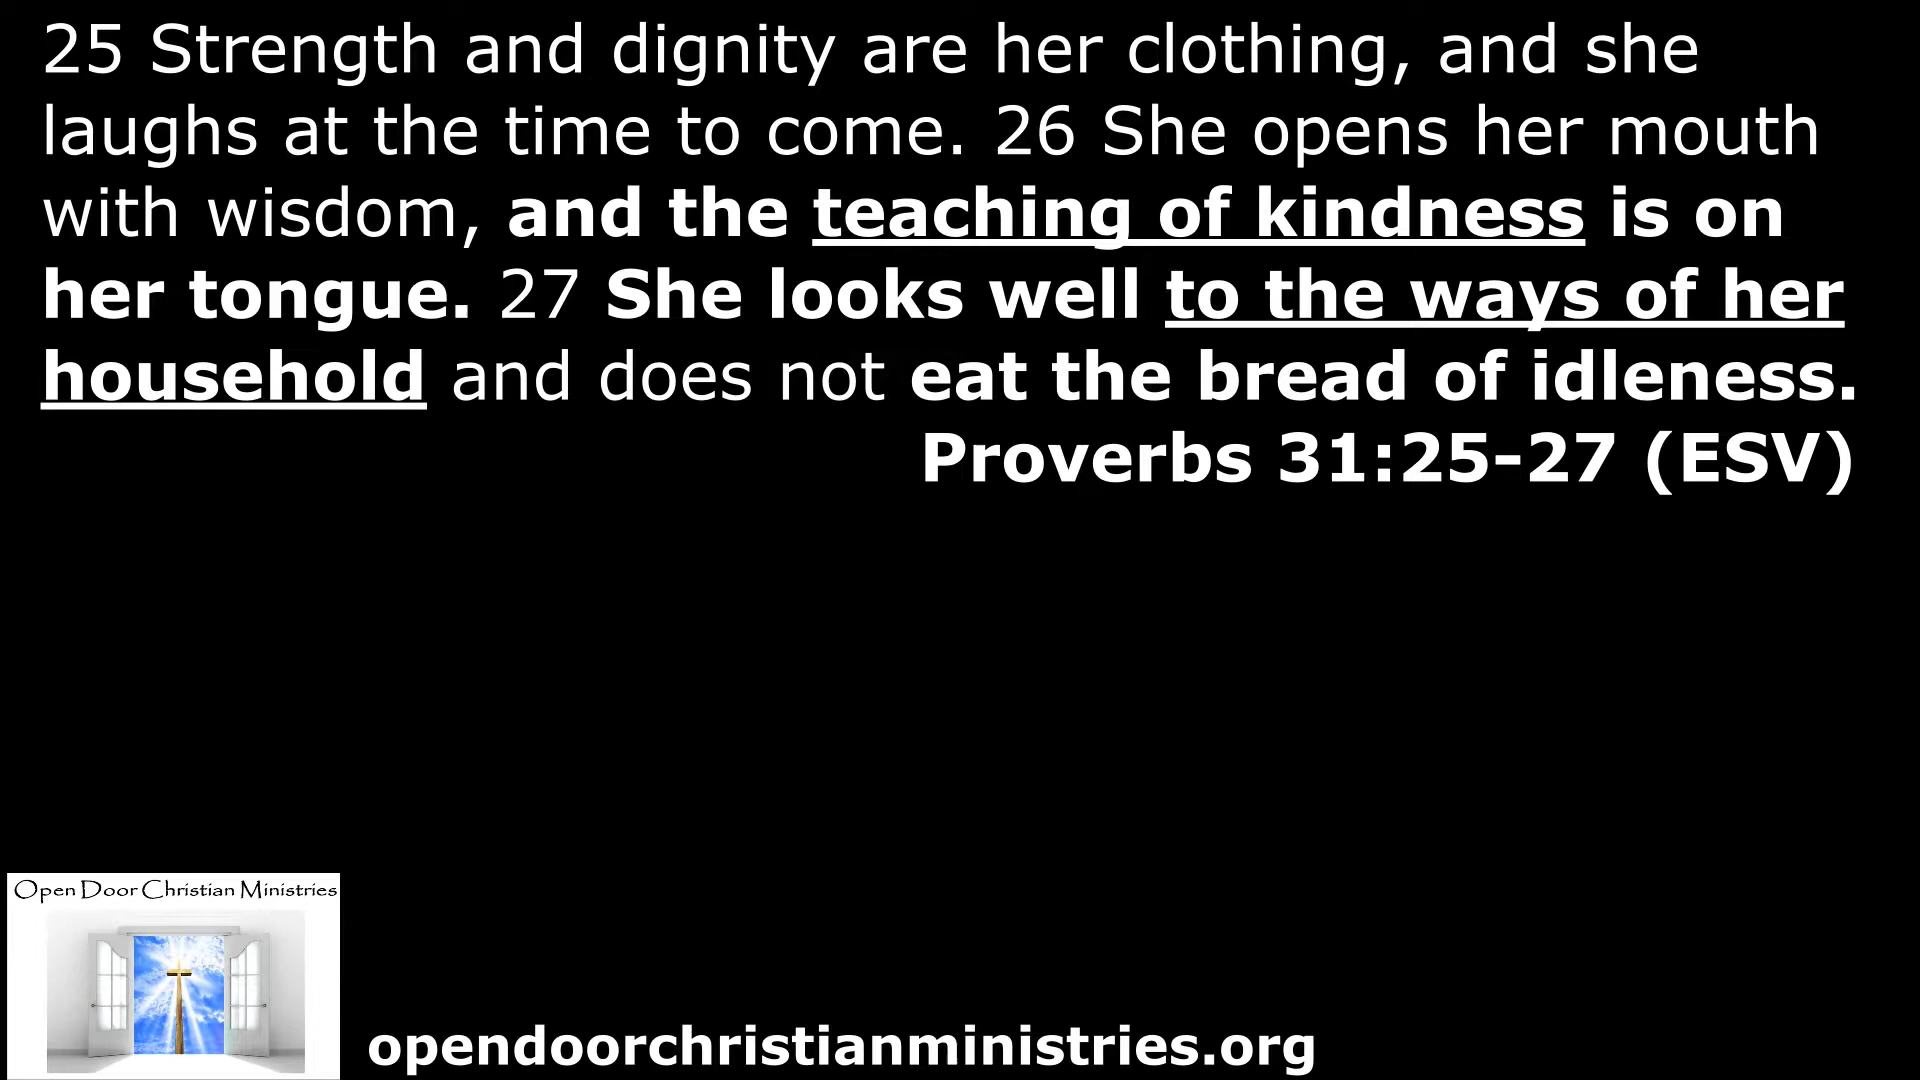 25 Strength and dignity are her clothing, and she
laughs at the time to come. 26 She opens her mouth
with wisdom, and the teaching of kindness is on
her tongue. 27 She looks well to the ways of her
household and does not eat the bread of idleness.
Proverbs 31:25-27 (ESV)
Open Door Christian Ministries
opendoorchristianministries.org